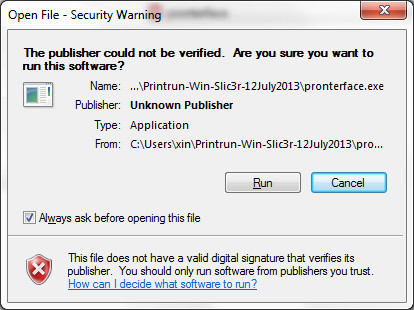 Open File - Security Warning
The publisher could not be verified. Are you sure you want to
run this software?
Name: ...\Printrun-Win-Slic3r-12July2013\pronterface.exe
Publisher: Unknown Publisher
Type: Application
From: C:\Users\xin\Printrun-Win-Slic3r-12July2013\pro...
Run Cancel
Always ask before opening this file
This file does not have a valid digital signature that verifies its
publisher. You should only run software from publishers you trust.
How can I decide what software to run?